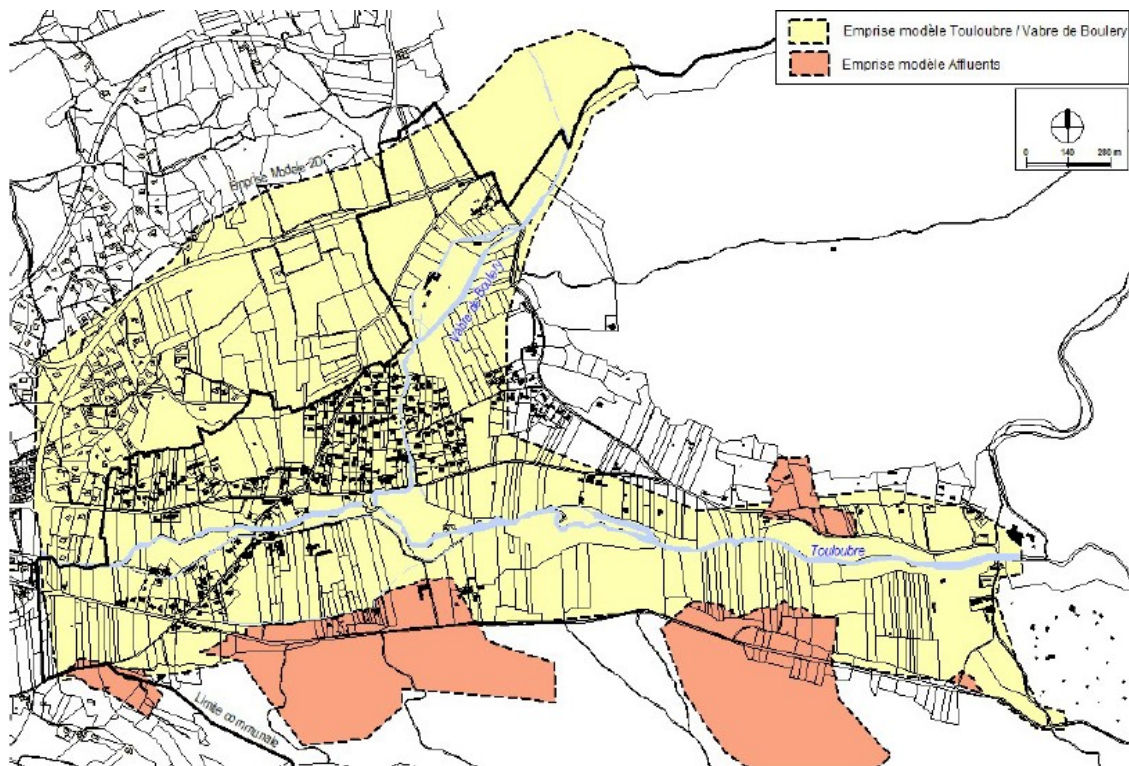 Emprise modèle Touloubre / Vabre de Boulery
Emprise modèle Affluents
0 140 280 m
Emprise Modèle 2D
Vabre de Boulery
Touloubre
Limite communale